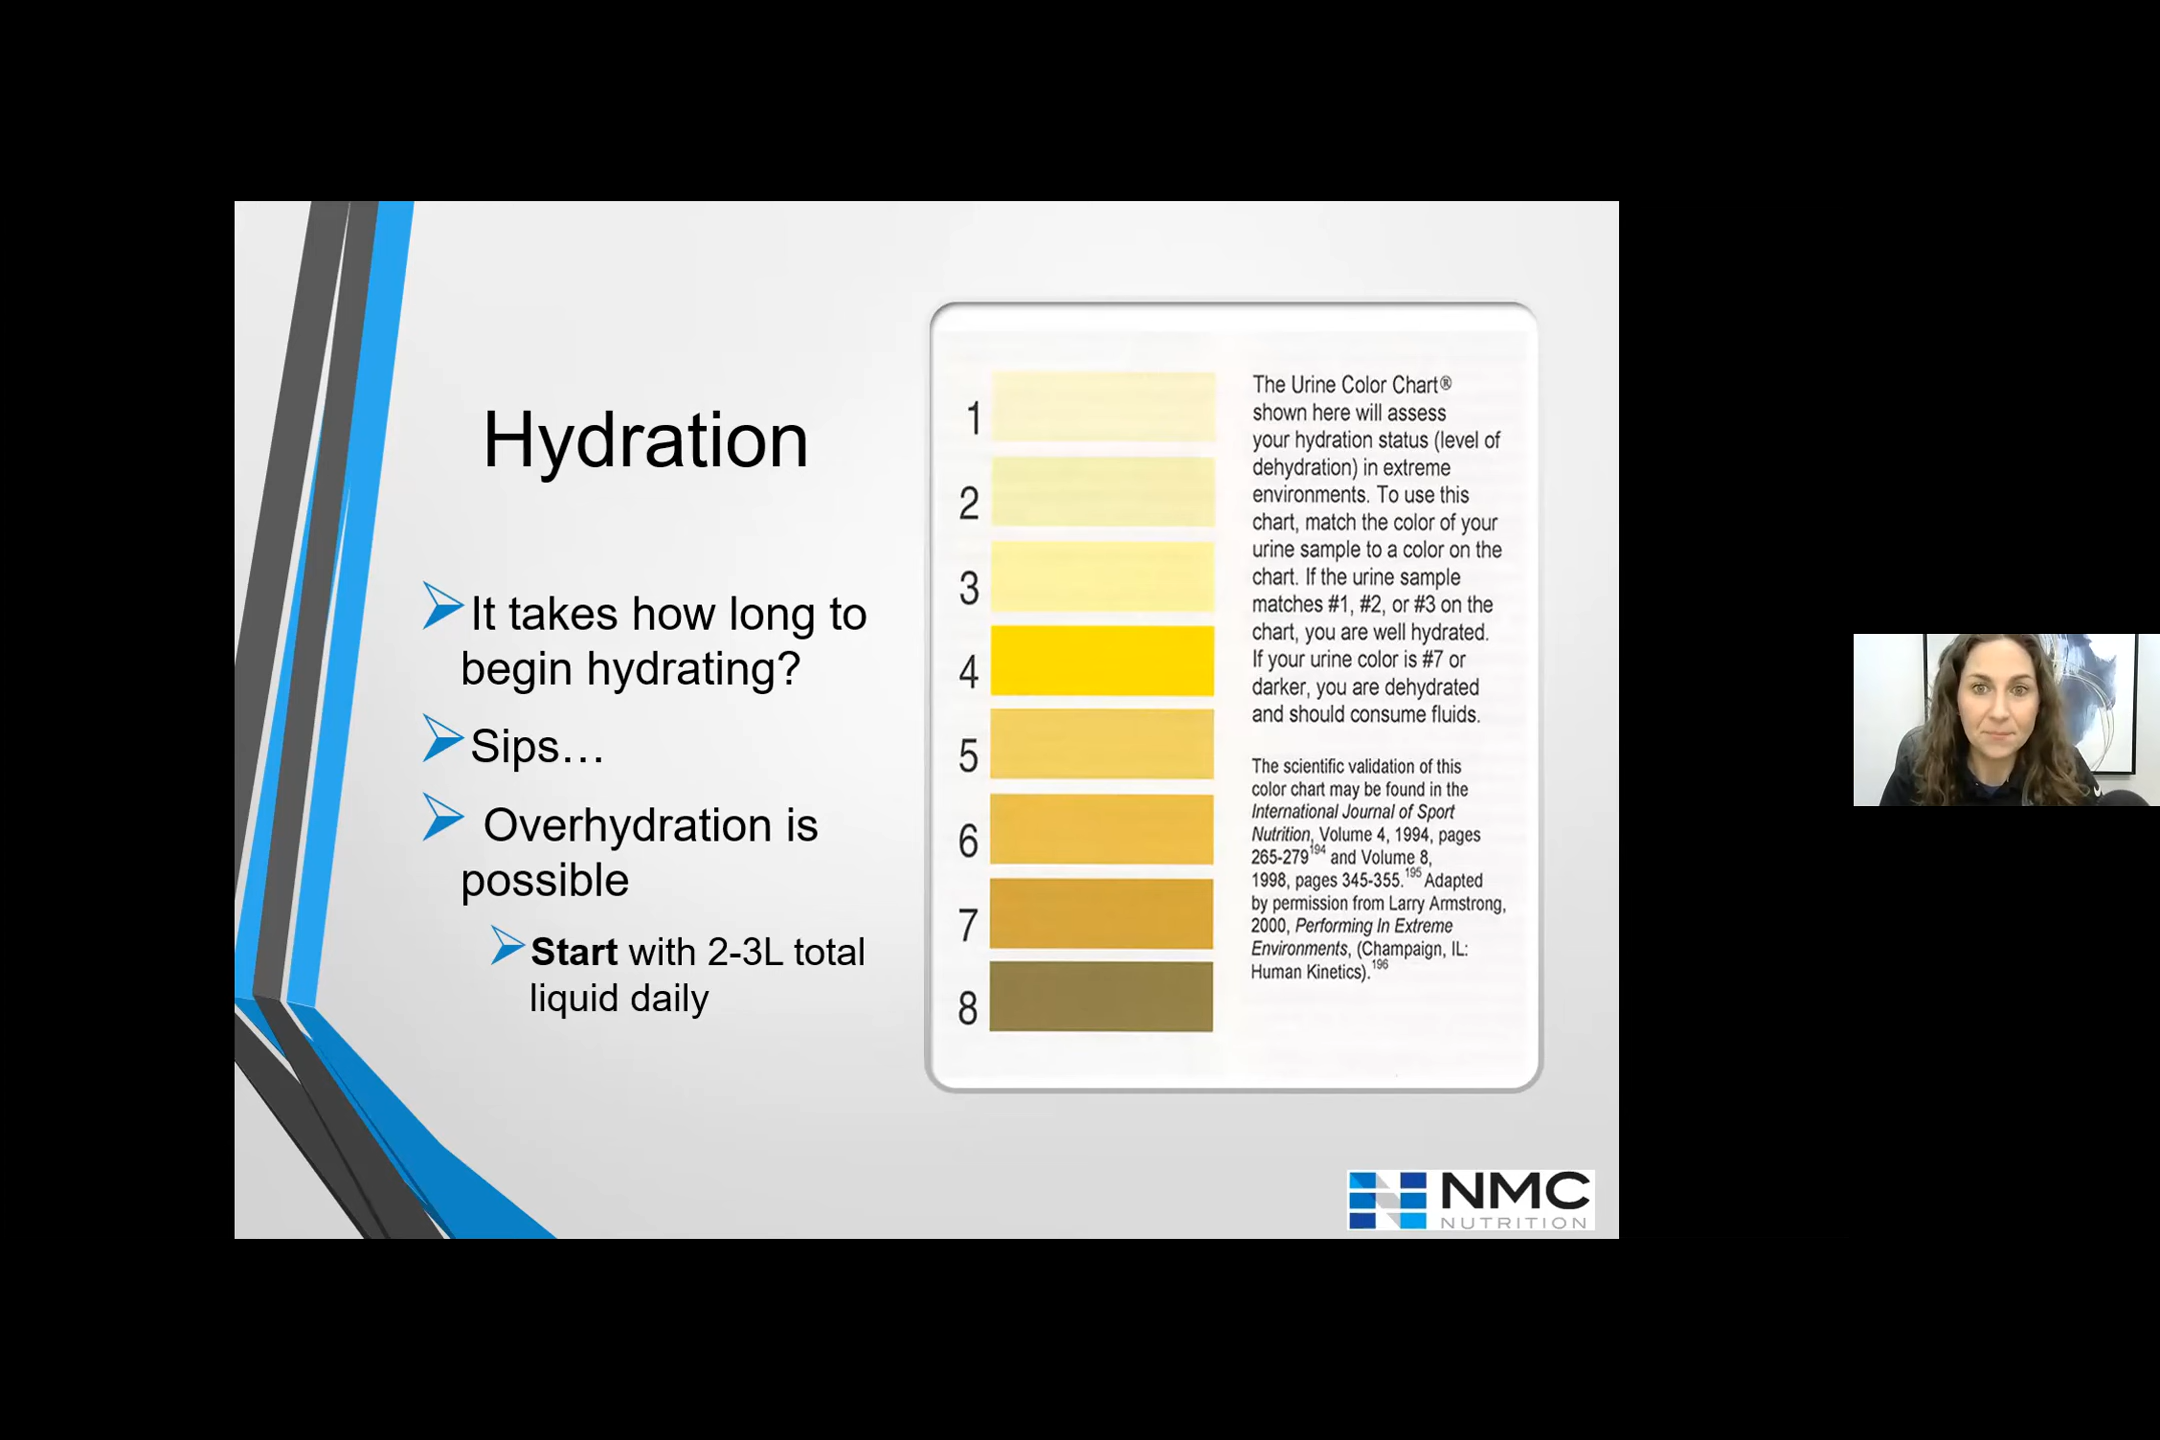 Hydration
It takes how long to
begin hydrating?
Sips…
Overhydration is
possible
Start with 2-3L total
liquid daily
1
2
3
4
5
6
7
8
The Urine Color Chart®
shown here will assess
your hydration status (level of
dehydration) in extreme
environments. To use this
chart, match the color of your
urine sample to a color on the
chart. If the urine sample
matches #1, #2, or #3 on the
chart, you are well hydrated.
If your urine color is #7 or
darker, you are dehydrated
and should consume fluids.
The scientific validation of this
color chart may be found in the
International Journal of Sport
Nutrition, Volume 4, 1994, pages
265-279194 and Volume 8,
1998, pages 345-355.195 Adapted
by permission from Larry Armstrong,
2000, Performing In Extreme
Environments, (Champaign, IL:
Human Kinetics).196
NMC
NUTRITION